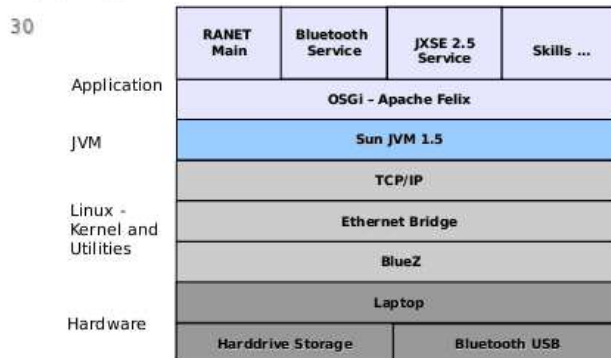 30
RANET Main
Bluetooth Service
JXSE 2.5 Service
Skills ...
Application
OSGi – Apache Felix
JVM
Sun JVM 1.5
TCP/IP
Linux - Kernel and Utilities
Ethernet Bridge
BlueZ
Laptop
Hardware
Harddrive Storage
Bluetooth USB